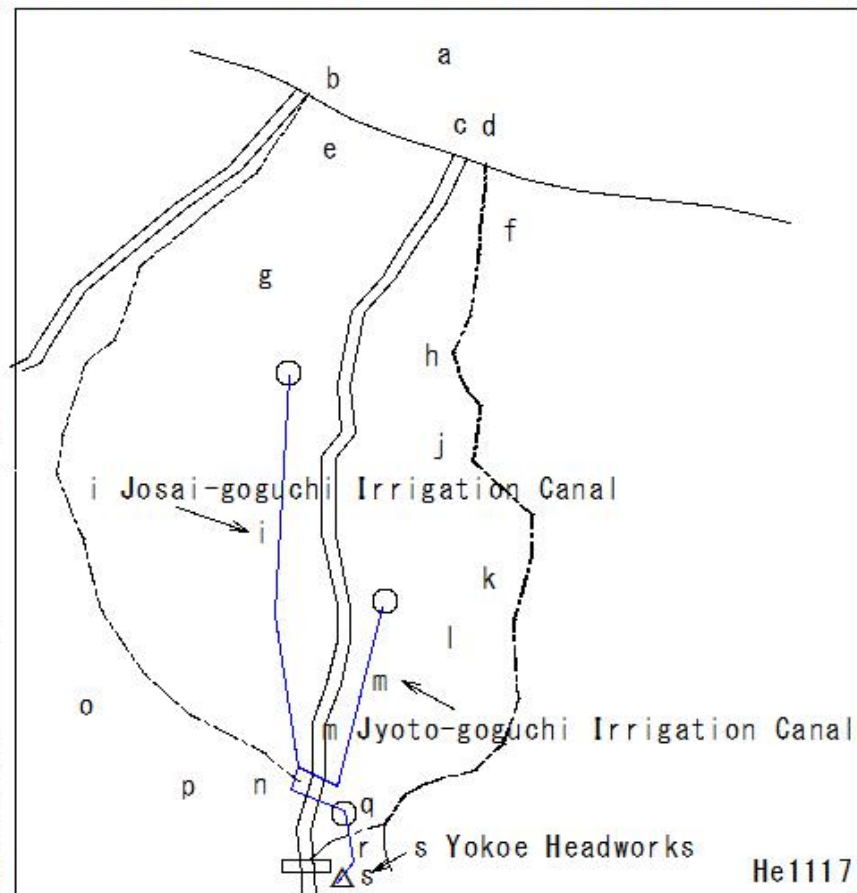 a
b
c d
e
f
g
h
j
i Josai-goguchi Irrigation Canal
i
k
l
m
o
m Jyoto-goguchi Irrigation Canal
p n
q
r s Yokoe Headworks
s
He1117